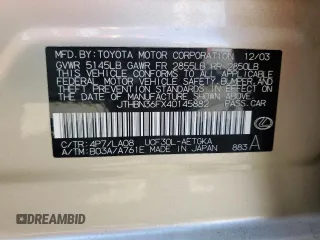 MFD. BY: TOYOTA MOTOR CORPORATION 12/03
GVWR 5145LB GAWR FR 2855LB RR 2850LB
THIS VEHICLE CONFORMS TO ALL APPLICABLE
FEDERAL MOTOR VEHICLE SAFETY, BUMPER AND
THEFT PREVENTION STANDARDS IN EFFECT ON
THE DATE OF MANUFACTURE SHOWN ABOVE.
JTHBN36FX40145882 PASS. CAR
C/TR: 4P7/LA08 UCF30L-AETGKA
A/TM: B03A/A761E MADE IN JAPAN 883 A
DREAMBID